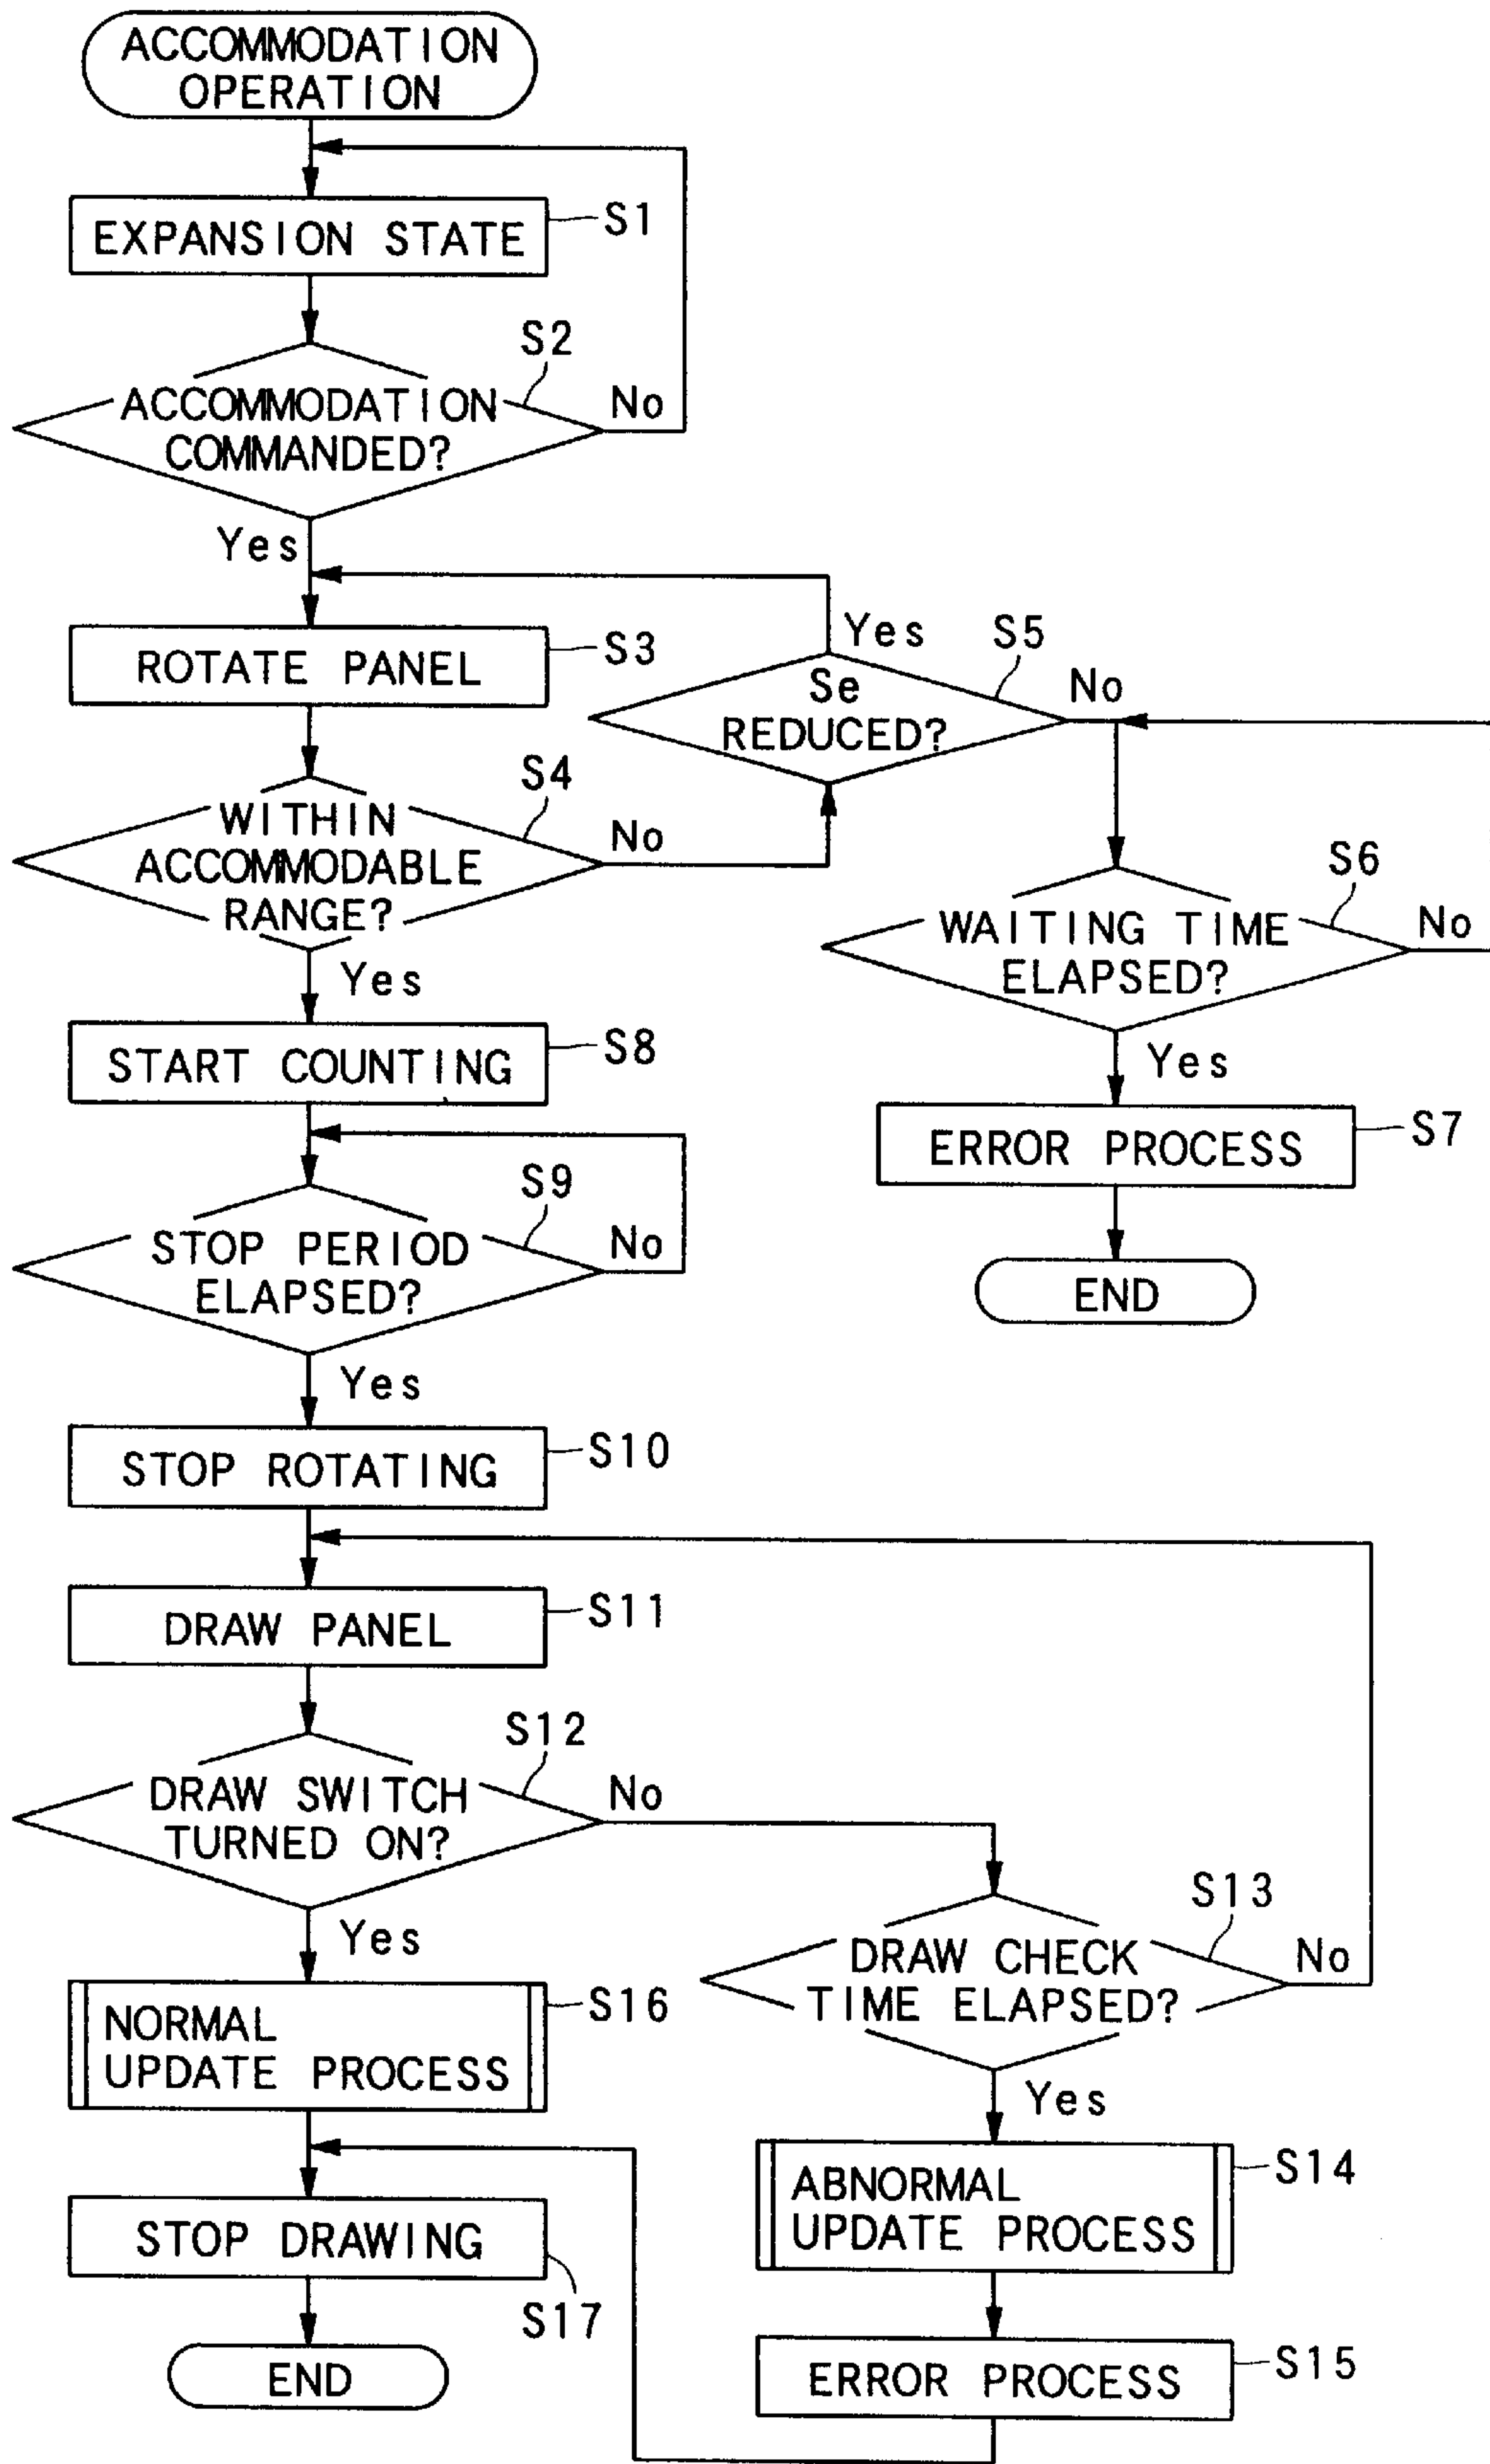 ACCOMMODATION
OPERATION
EXPANSION STATE
S1
S2
ACCOMMODATION
COMMANDED?
No
Yes
ROTATE PANEL
S3
Yes
S5
Se
REDUCED?
No
S4
WITHIN
ACCOMMODABLE
RANGE?
No
Yes
S6
WAITING TIME
ELAPSED?
No
Yes
START COUNTING
S8
ERROR PROCESS
S7
END
S9
STOP PERIOD
ELAPSED?
No
Yes
STOP ROTATING
S10
DRAW PANEL
S11
S12
DRAW SWITCH
TURNED ON?
No
Yes
S13
DRAW CHECK
TIME ELAPSED?
No
Yes
NORMAL
UPDATE PROCESS
S16
ABNORMAL
UPDATE PROCESS
S14
STOP DRAWING
S17
END
ERROR PROCESS
S15